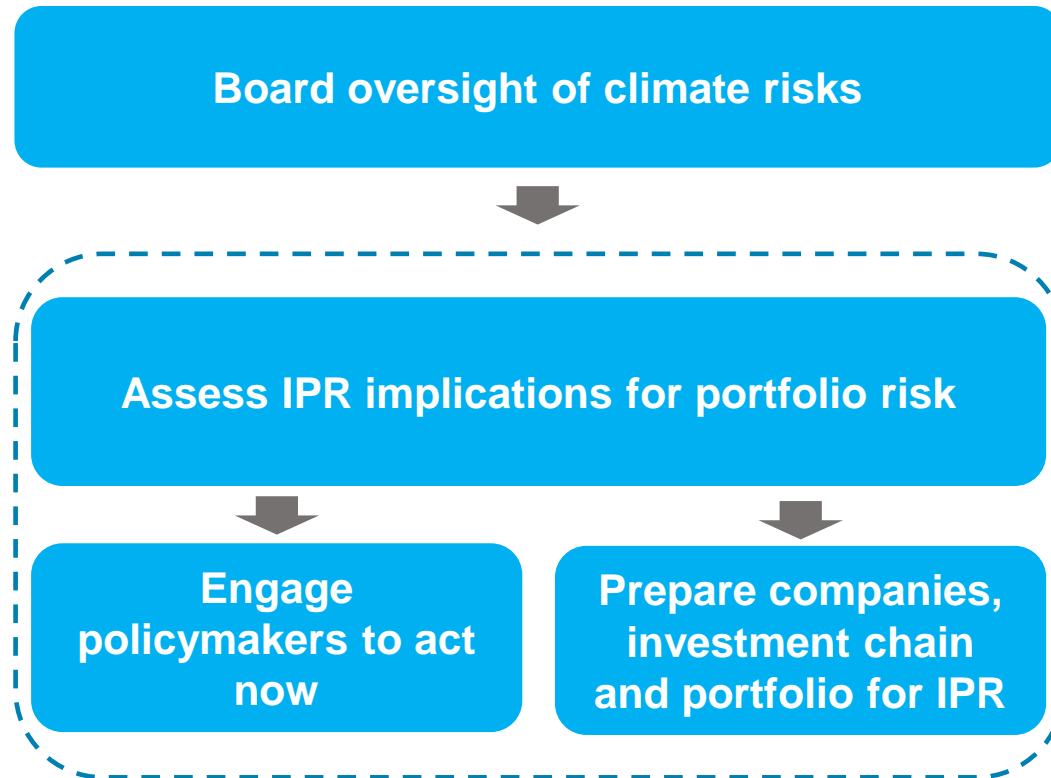 Board oversight of climate risks
Assess IPR implications for portfolio risk
Engage
policymakers to act
now
Prepare companies,
investment chain
and portfolio for IPR